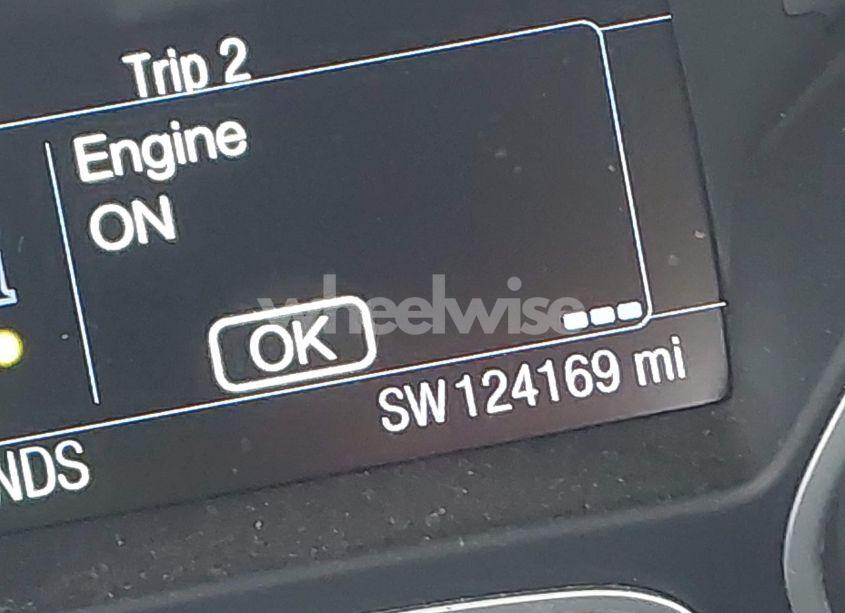 Trip 2
Engine
ON
wheelwise
OK
SW 124169 mi
NDS